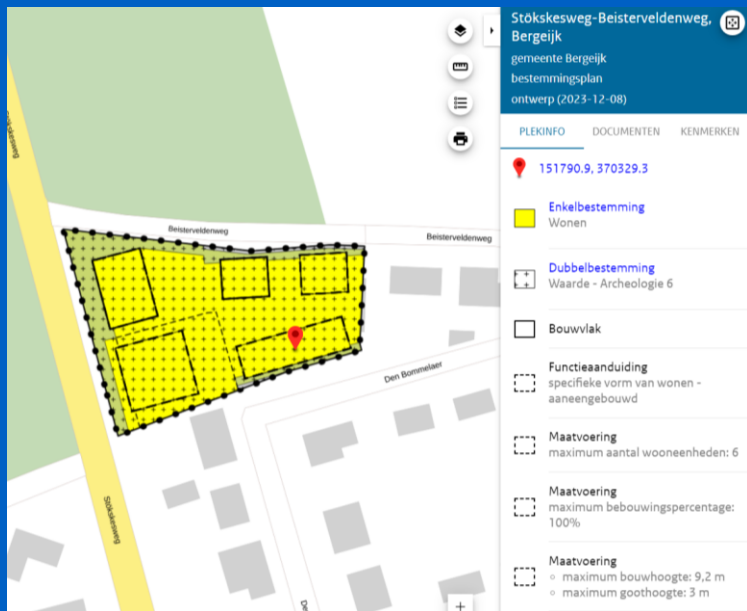 Stökskesweg-Beisterveldenweg,
Bergeijk
gemeente Bergeijk
bestemmingsplan
ontwerp (2023-12-08)
PLEKINFO DOCUMENTEN KENMERKEN
151790.9, 370329.3
Enkelbestemming
Wonen
Dubbelbestemming
Waarde - Archeologie 6
Bouwvlak
Functieaanduiding
specifieke vorm van wonen -
aaneengebouwd
Maatvoering
maximum aantal wooneenheden: 6
Maatvoering
maximum bebouwingspercentage:
100%
Maatvoering
maximum bouwhoogte: 9,2 m
maximum goothoogte: 3 m
Beisterveldenweg
Beisterveldenweg
Den Bommelaer
Stökskesweg
De
+